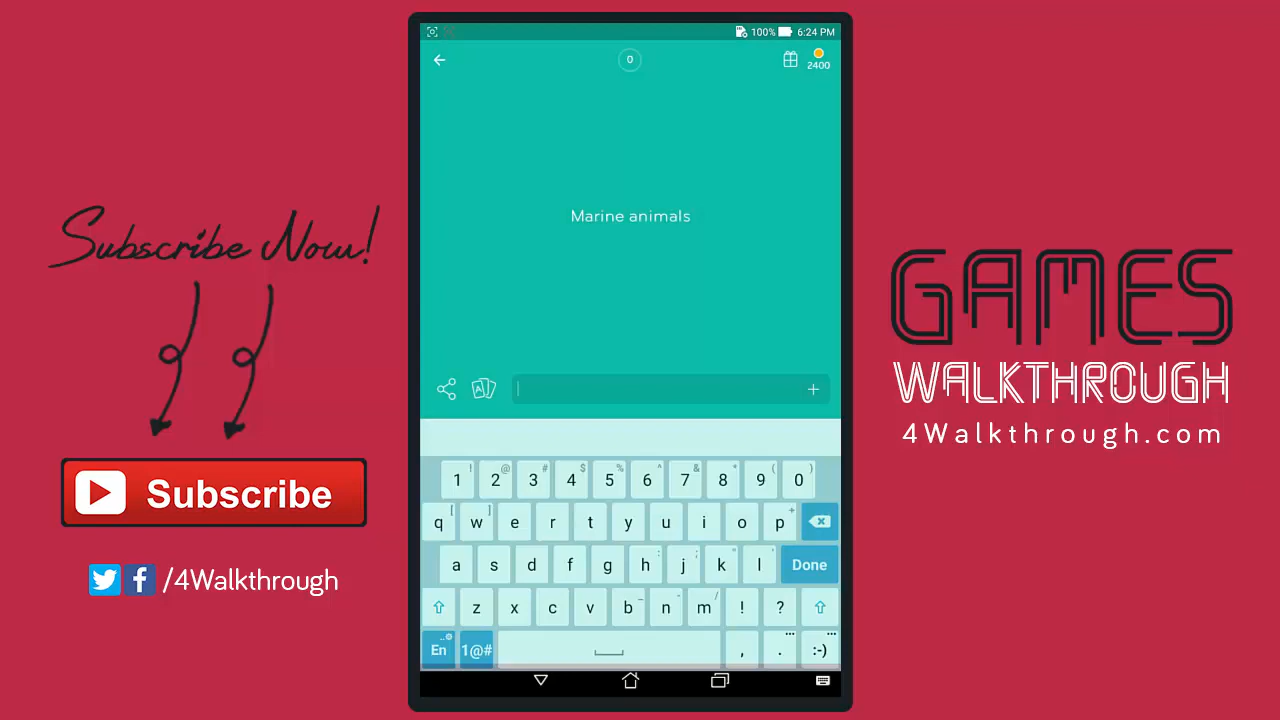 100% 6:24 PM
0
2400
Marine animals
Subscribe Now!
Subscribe
/4Walkthrough
GAMES
WALKTHROUGH
4Walkthrough.com
A
+
1 ! 2 @ 3 # 4 $ 5 % 6 ^ 7 & 8 * 9 ( 0 )
q [ w ] e r t y u i o p +
a s d f g h : j ; k " l ' Done
z x c v b _ n - m / ! ?
En 1@# , . :-)